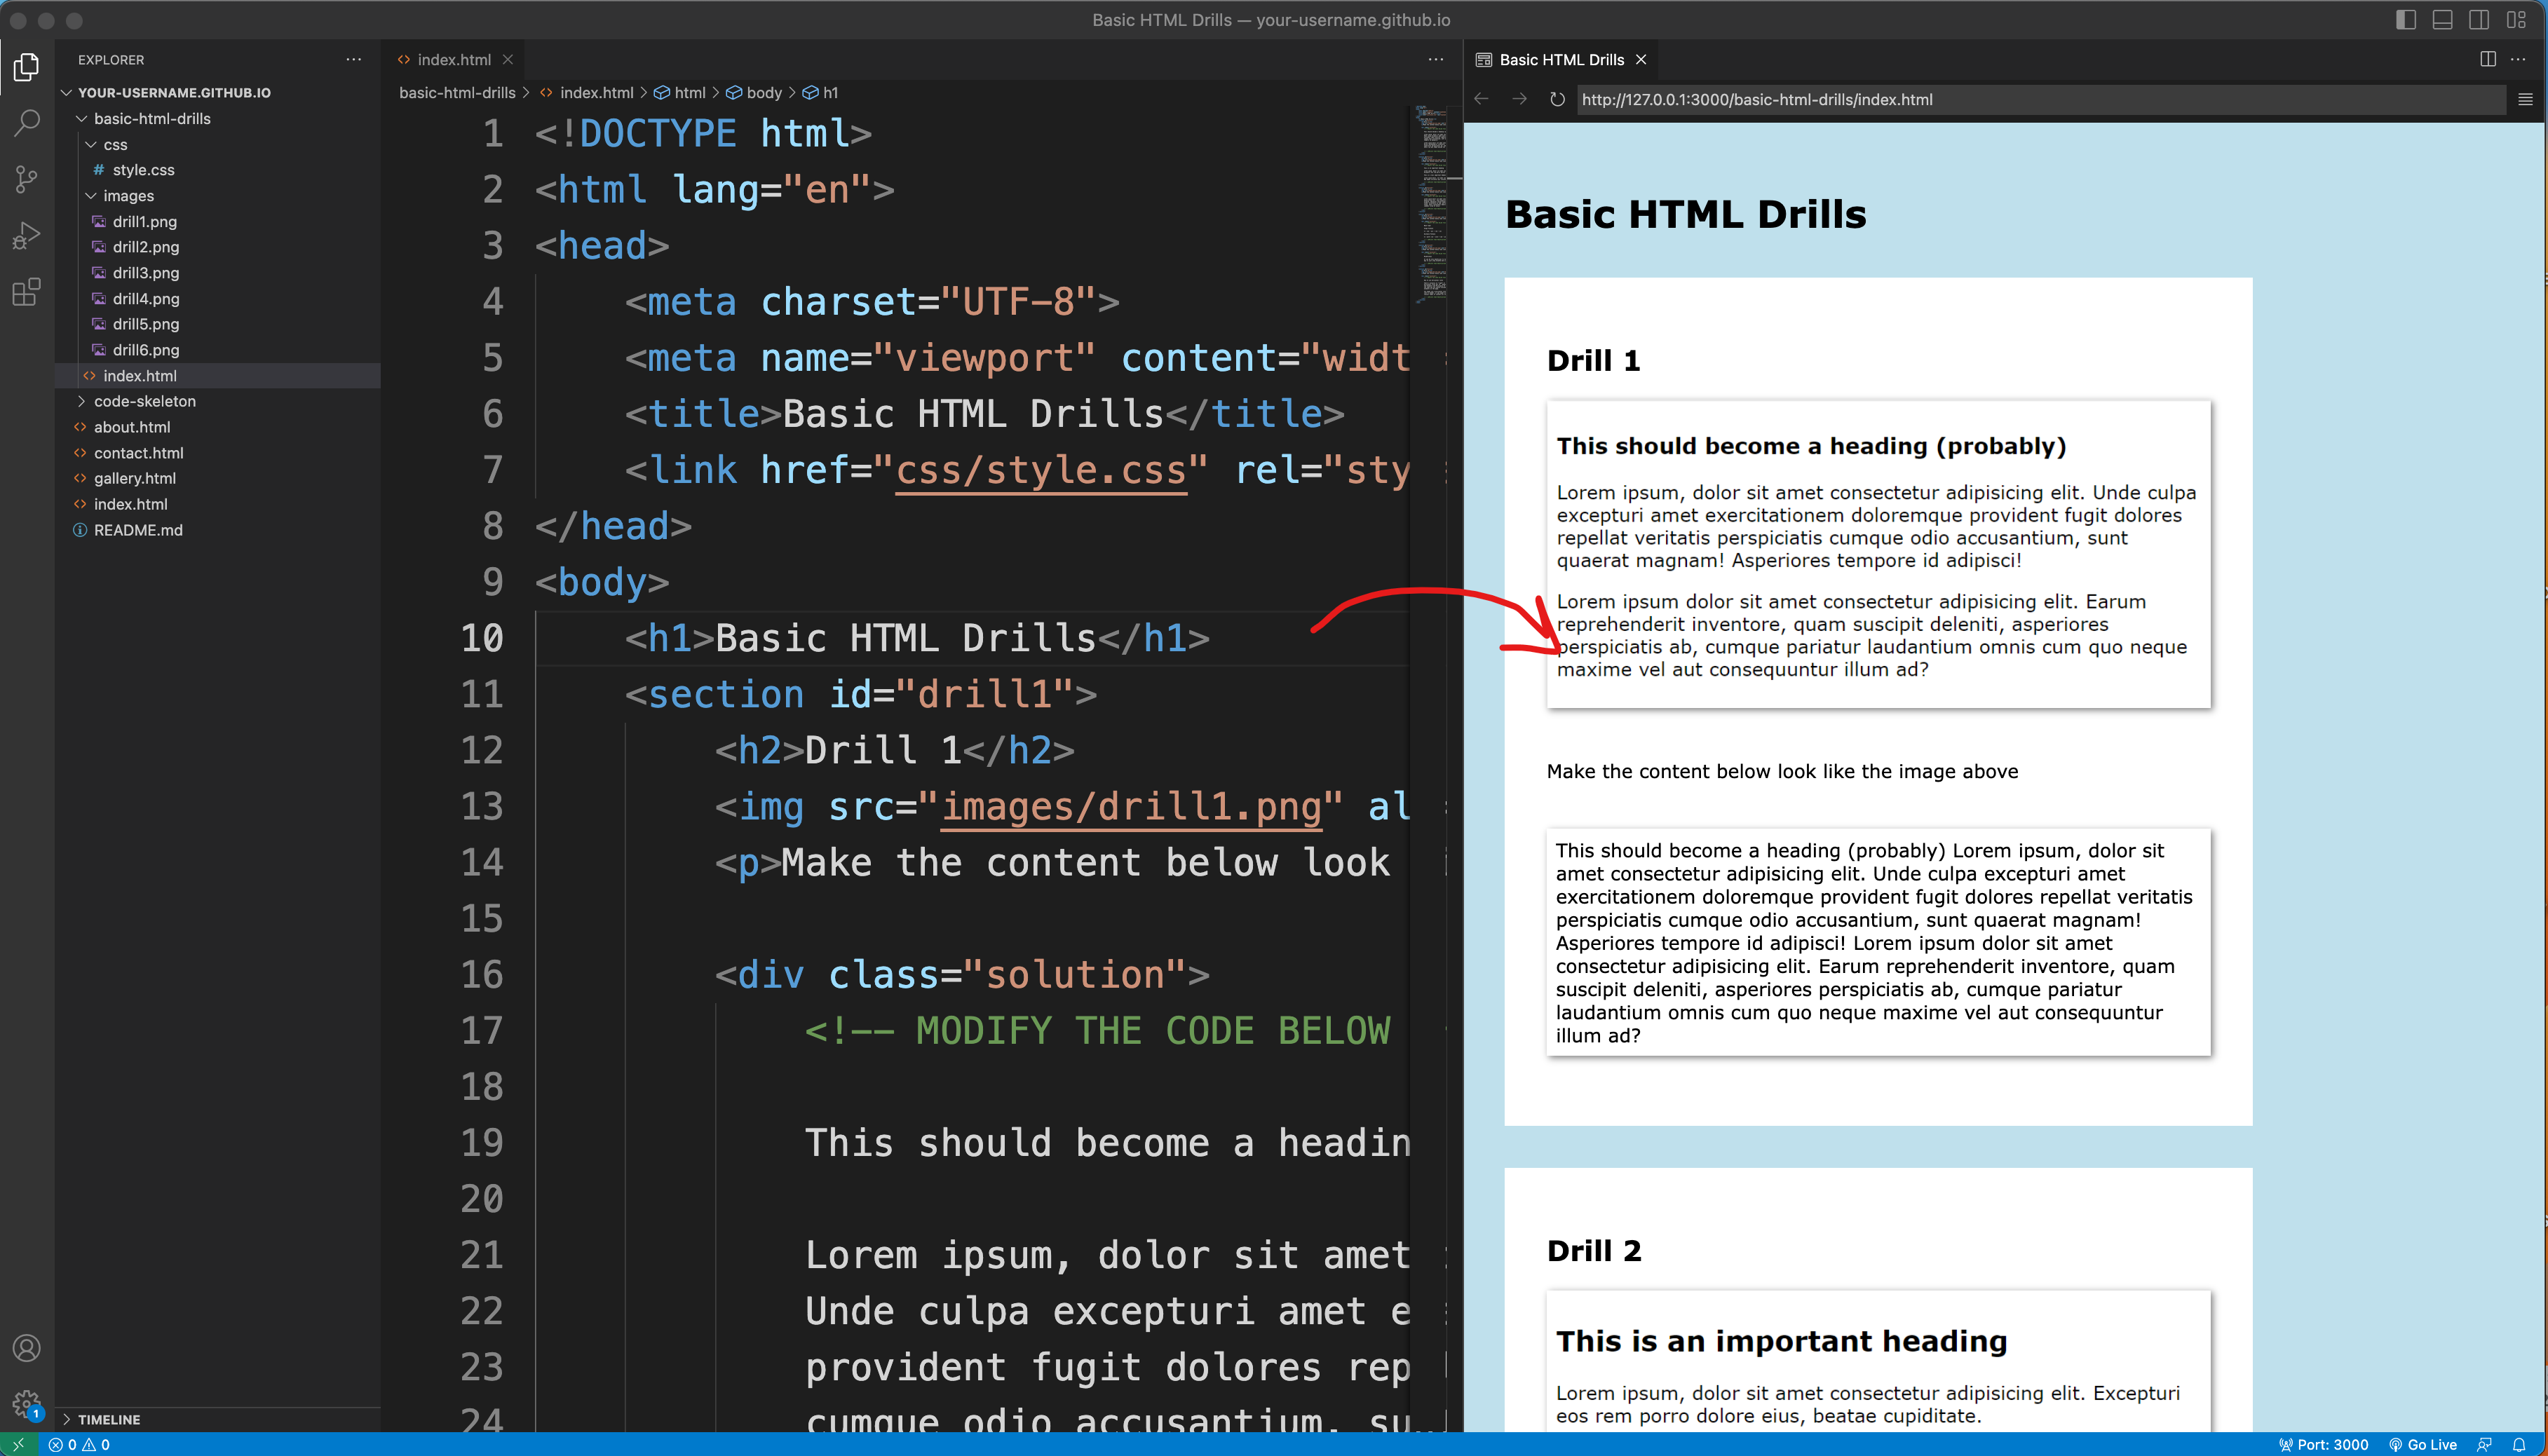 Basic HTML Drills — your-username.github.io
EXPLORER
YOUR-USERNAME.GITHUB.IO
basic-html-drills
css
# style.css
images
drill1.png
drill2.png
drill3.png
drill4.png
drill5.png
drill6.png
<> index.html
code-skeleton
<> about.html
<> contact.html
<> gallery.html
<> index.html
README.md
TIMELINE
<> index.html
basic-html-drills > <> index.html > html > body > h1
1 <!DOCTYPE html>
2 <html lang="en">
3 <head>
4 <meta charset="UTF-8">
5 <meta name="viewport" content="widt
6 <title>Basic HTML Drills</title>
7 <link href="css/style.css" rel="sty
8 </head>
9 <body>
10 <h1>Basic HTML Drills</h1>
11 <section id="drill1">
12 <h2>Drill 1</h2>
13 <img src="images/drill1.png" al
14 <p>Make the content below look
15
16 <div class="solution">
17 <!-- MODIFY THE CODE BELOW
18
19 This should become a headin
20
21 Lorem ipsum, dolor sit amet
22 Unde culpa excepturi amet e
23 provident fugit dolores rep
24 cumque odio accusantium, su
Basic HTML Drills
http://127.0.0.1:3000/basic-html-drills/index.html
Basic HTML Drills
Drill 1
This should become a heading (probably)
Lorem ipsum, dolor sit amet consectetur adipisicing elit. Unde culpa
excepturi amet exercitationem doloremque provident fugit dolores
repellat veritatis perspiciatis cumque odio accusantium, sunt
quaerat magnam! Asperiores tempore id adipisci!
Lorem ipsum dolor sit amet consectetur adipisicing elit. Earum
reprehenderit inventore, quam suscipit deleniti, asperiores
perspiciatis ab, cumque pariatur laudantium omnis cum quo neque
maxime vel aut consequuntur illum ad?
Make the content below look like the image above
This should become a heading (probably) Lorem ipsum, dolor sit
amet consectetur adipisicing elit. Unde culpa excepturi amet
exercitationem doloremque provident fugit dolores repellat veritatis
perspiciatis cumque odio accusantium, sunt quaerat magnam!
Asperiores tempore id adipisci! Lorem ipsum dolor sit amet
consectetur adipisicing elit. Earum reprehenderit inventore, quam
suscipit deleniti, asperiores perspiciatis ab, cumque pariatur
laudantium omnis cum quo neque maxime vel aut consequuntur
illum ad?
Drill 2
This is an important heading
Lorem ipsum, dolor sit amet consectetur adipisicing elit. Excepturi
eos rem porro dolore eius, beatae cupiditate.
1
0 0
Port: 3000
Go Live